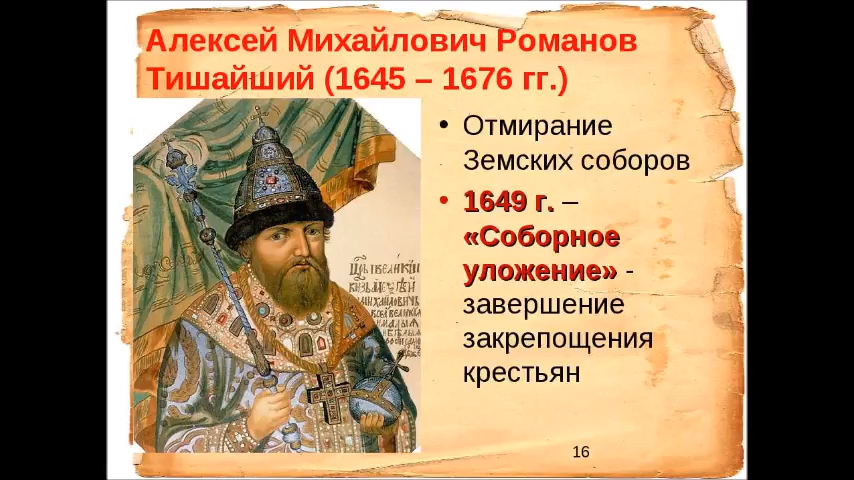 Алексей Михайлович Романов
Тишайший (1645 – 1676 гг.)
• Отмирание
Земских соборов
• 1649 г. –
«Соборное
уложение» -
завершение
закрепощения
крестьян
16